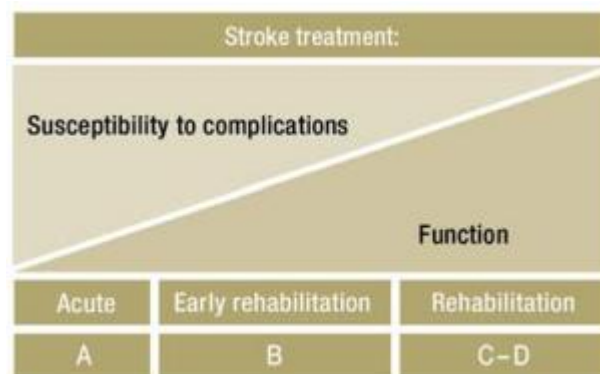 Stroke treatment:
Susceptibility to complications
Function
Acute Early rehabilitation Rehabilitation
A B C–D